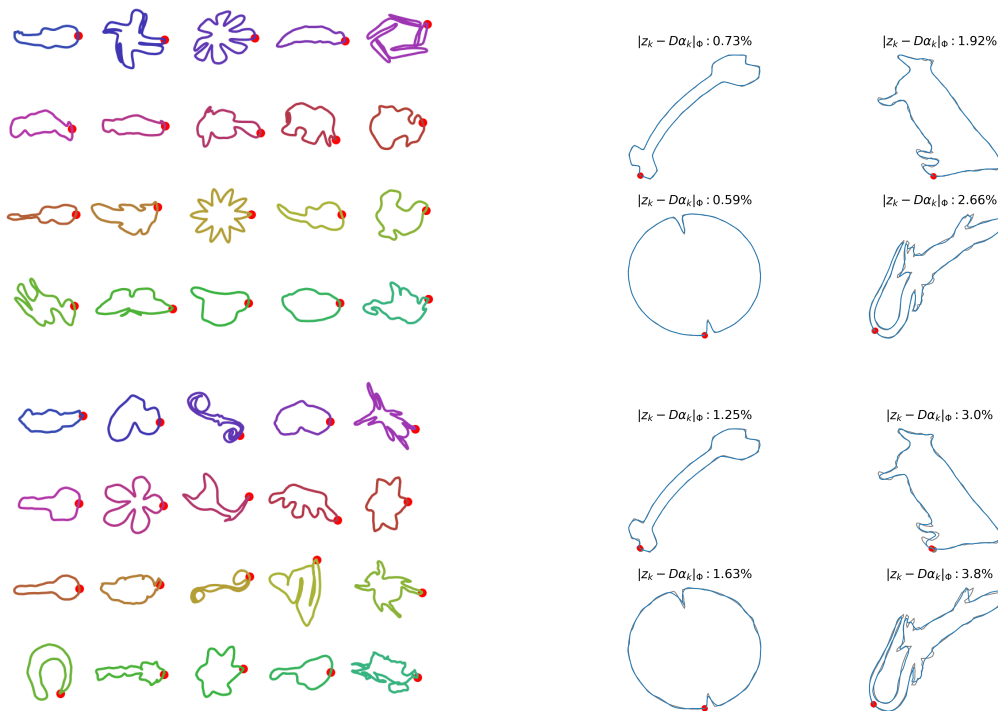 |z_k − Dα_k|_Φ : 0.73%
|z_k − Dα_k|_Φ : 1.92%
|z_k − Dα_k|_Φ : 0.59%
|z_k − Dα_k|_Φ : 2.66%
|z_k − Dα_k|_Φ : 1.25%
|z_k − Dα_k|_Φ : 3.0%
|z_k − Dα_k|_Φ : 1.63%
|z_k − Dα_k|_Φ : 3.8%